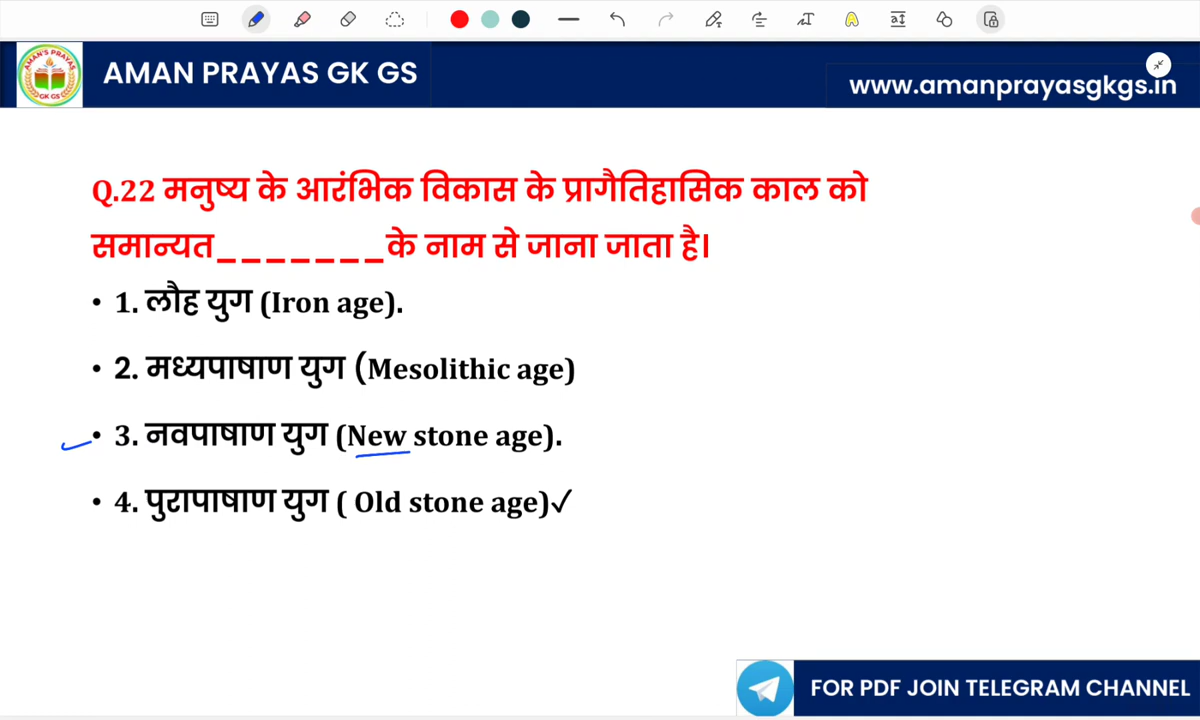 AMAN'S PRAYAS
GK GS
AMAN PRAYAS GK GS
www.amanprayasgkgs.in
Q.22 मनुष्य के आरंभिक विकास के प्रागैतिहासिक काल को
समान्यत_______के नाम से जाना जाता है।
• 1. लौह युग (Iron age).
• 2. मध्यपाषाण युग (Mesolithic age)
• 3. नवपाषाण युग (New stone age).
• 4. पुरापाषाण युग ( Old stone age)✓
FOR PDF JOIN TELEGRAM CHANNEL